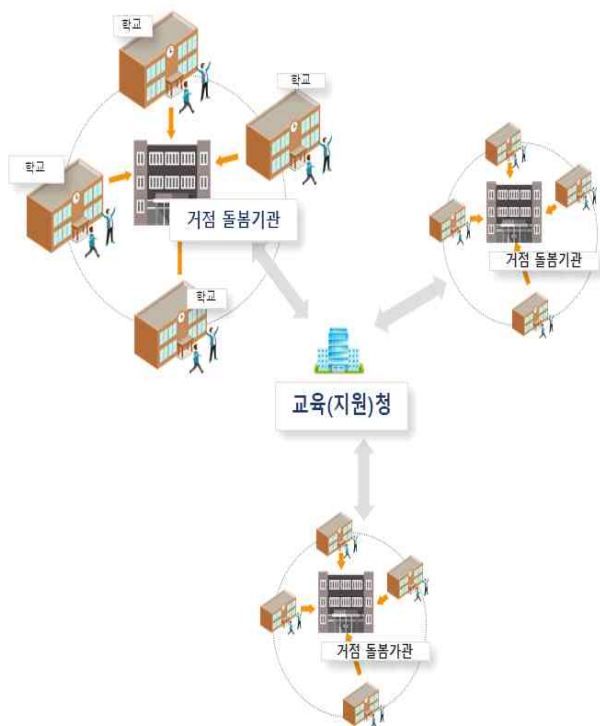 학교
학교
학교
거점 돌봄기관
학교
거점 돌봄기관
교육(지원)청
거점 돌봄가관